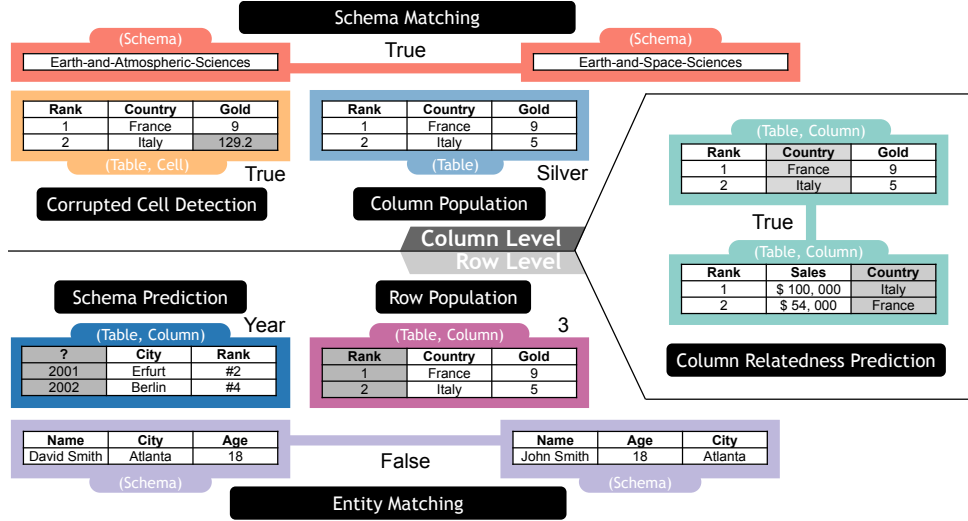 Schema Matching
(Schema)
True
(Schema)
Earth-and-Atmospheric-Sciences
Earth-and-Space-Sciences
Rank Country Gold
1 France 9
2 Italy 129.2
(Table, Cell)
True
Corrupted Cell Detection
Rank Country Gold
1 France 9
2 Italy 5
(Table)
Silver
Column Population
Column Level
Row Level
(Table, Column)
Rank Country Gold
1 France 9
2 Italy 5
True
(Table, Column)
Rank Sales Country
1 $ 100, 000 Italy
2 $ 54, 000 France
Column Relatedness Prediction
Schema Prediction
(Table, Column)
Year
? City Rank
2001 Erfurt #2
2002 Berlin #4
Row Population
(Table, Column)
3
Rank Country Gold
1 France 9
2 Italy 5
Name City Age
David Smith Atlanta 18
(Schema)
False
Name Age City
John Smith 18 Atlanta
(Schema)
Entity Matching